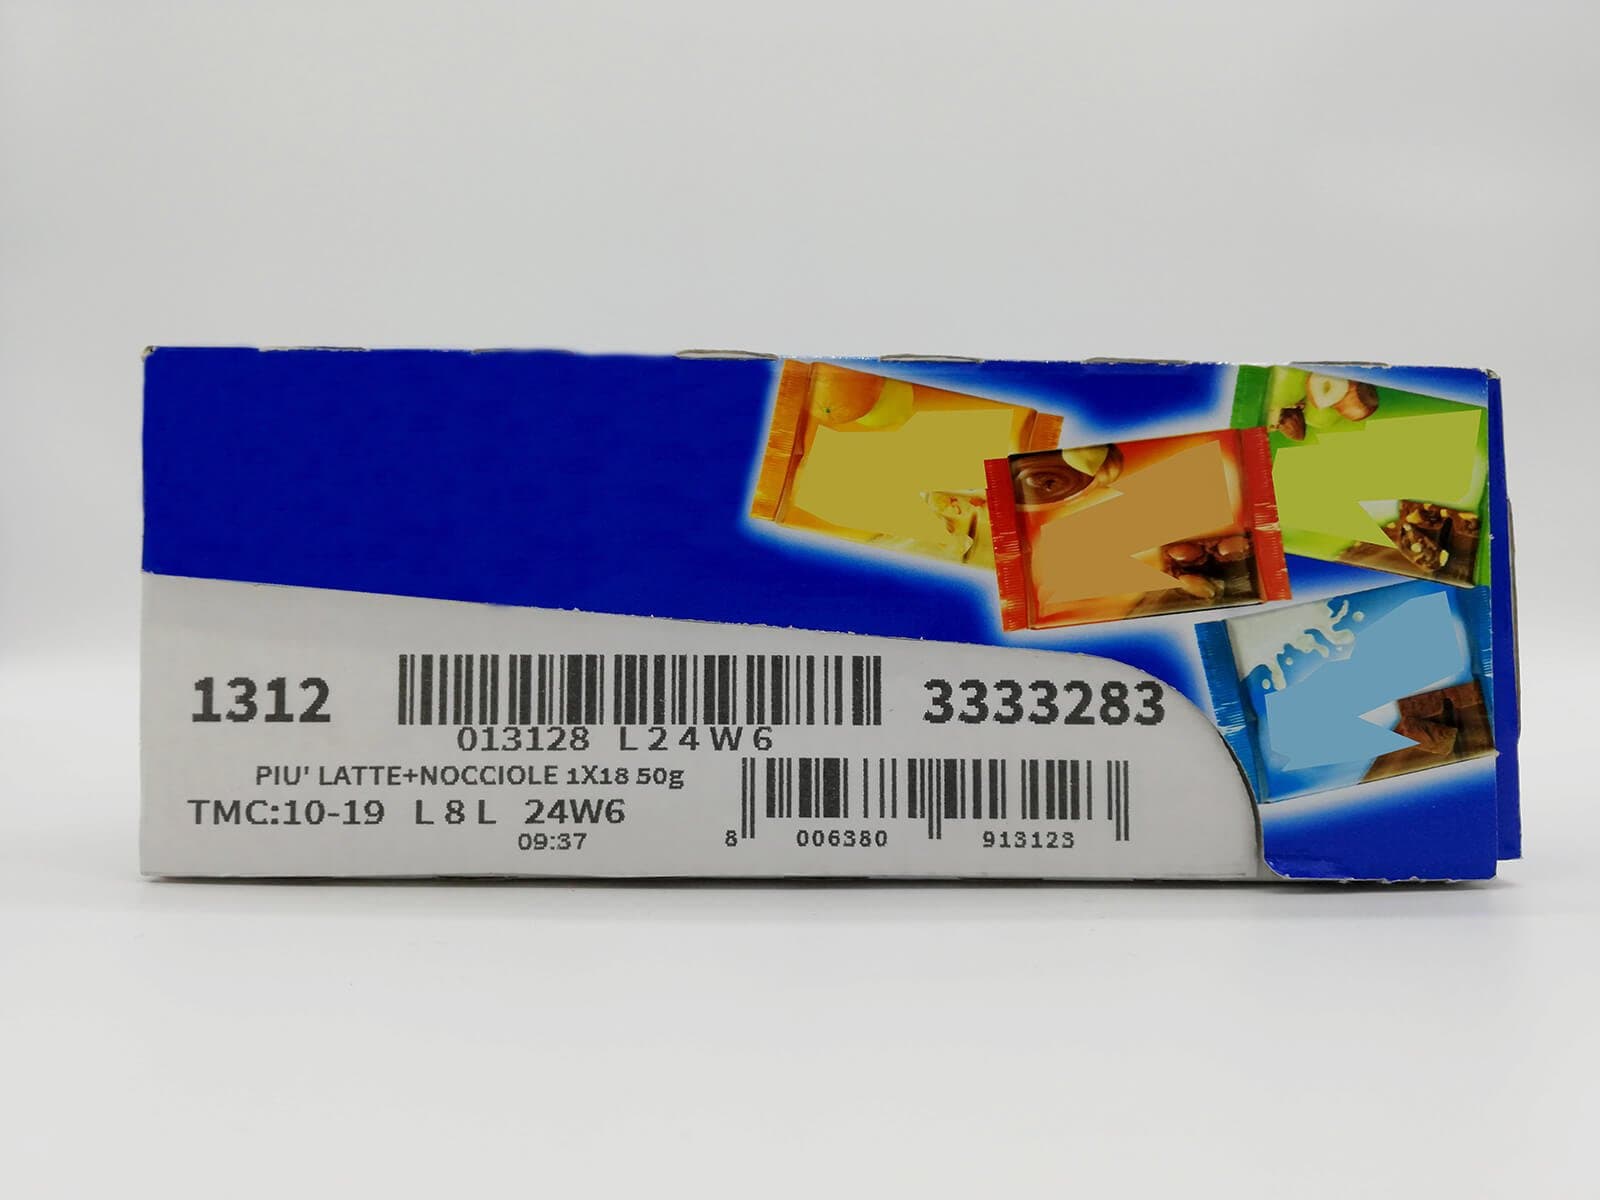 1312
3333283
013128 L24W6
PIU' LATTE+NOCCIOLE 1X18 50g
TMC:10-19 L8L 24W6
09:37
8 006380 913123